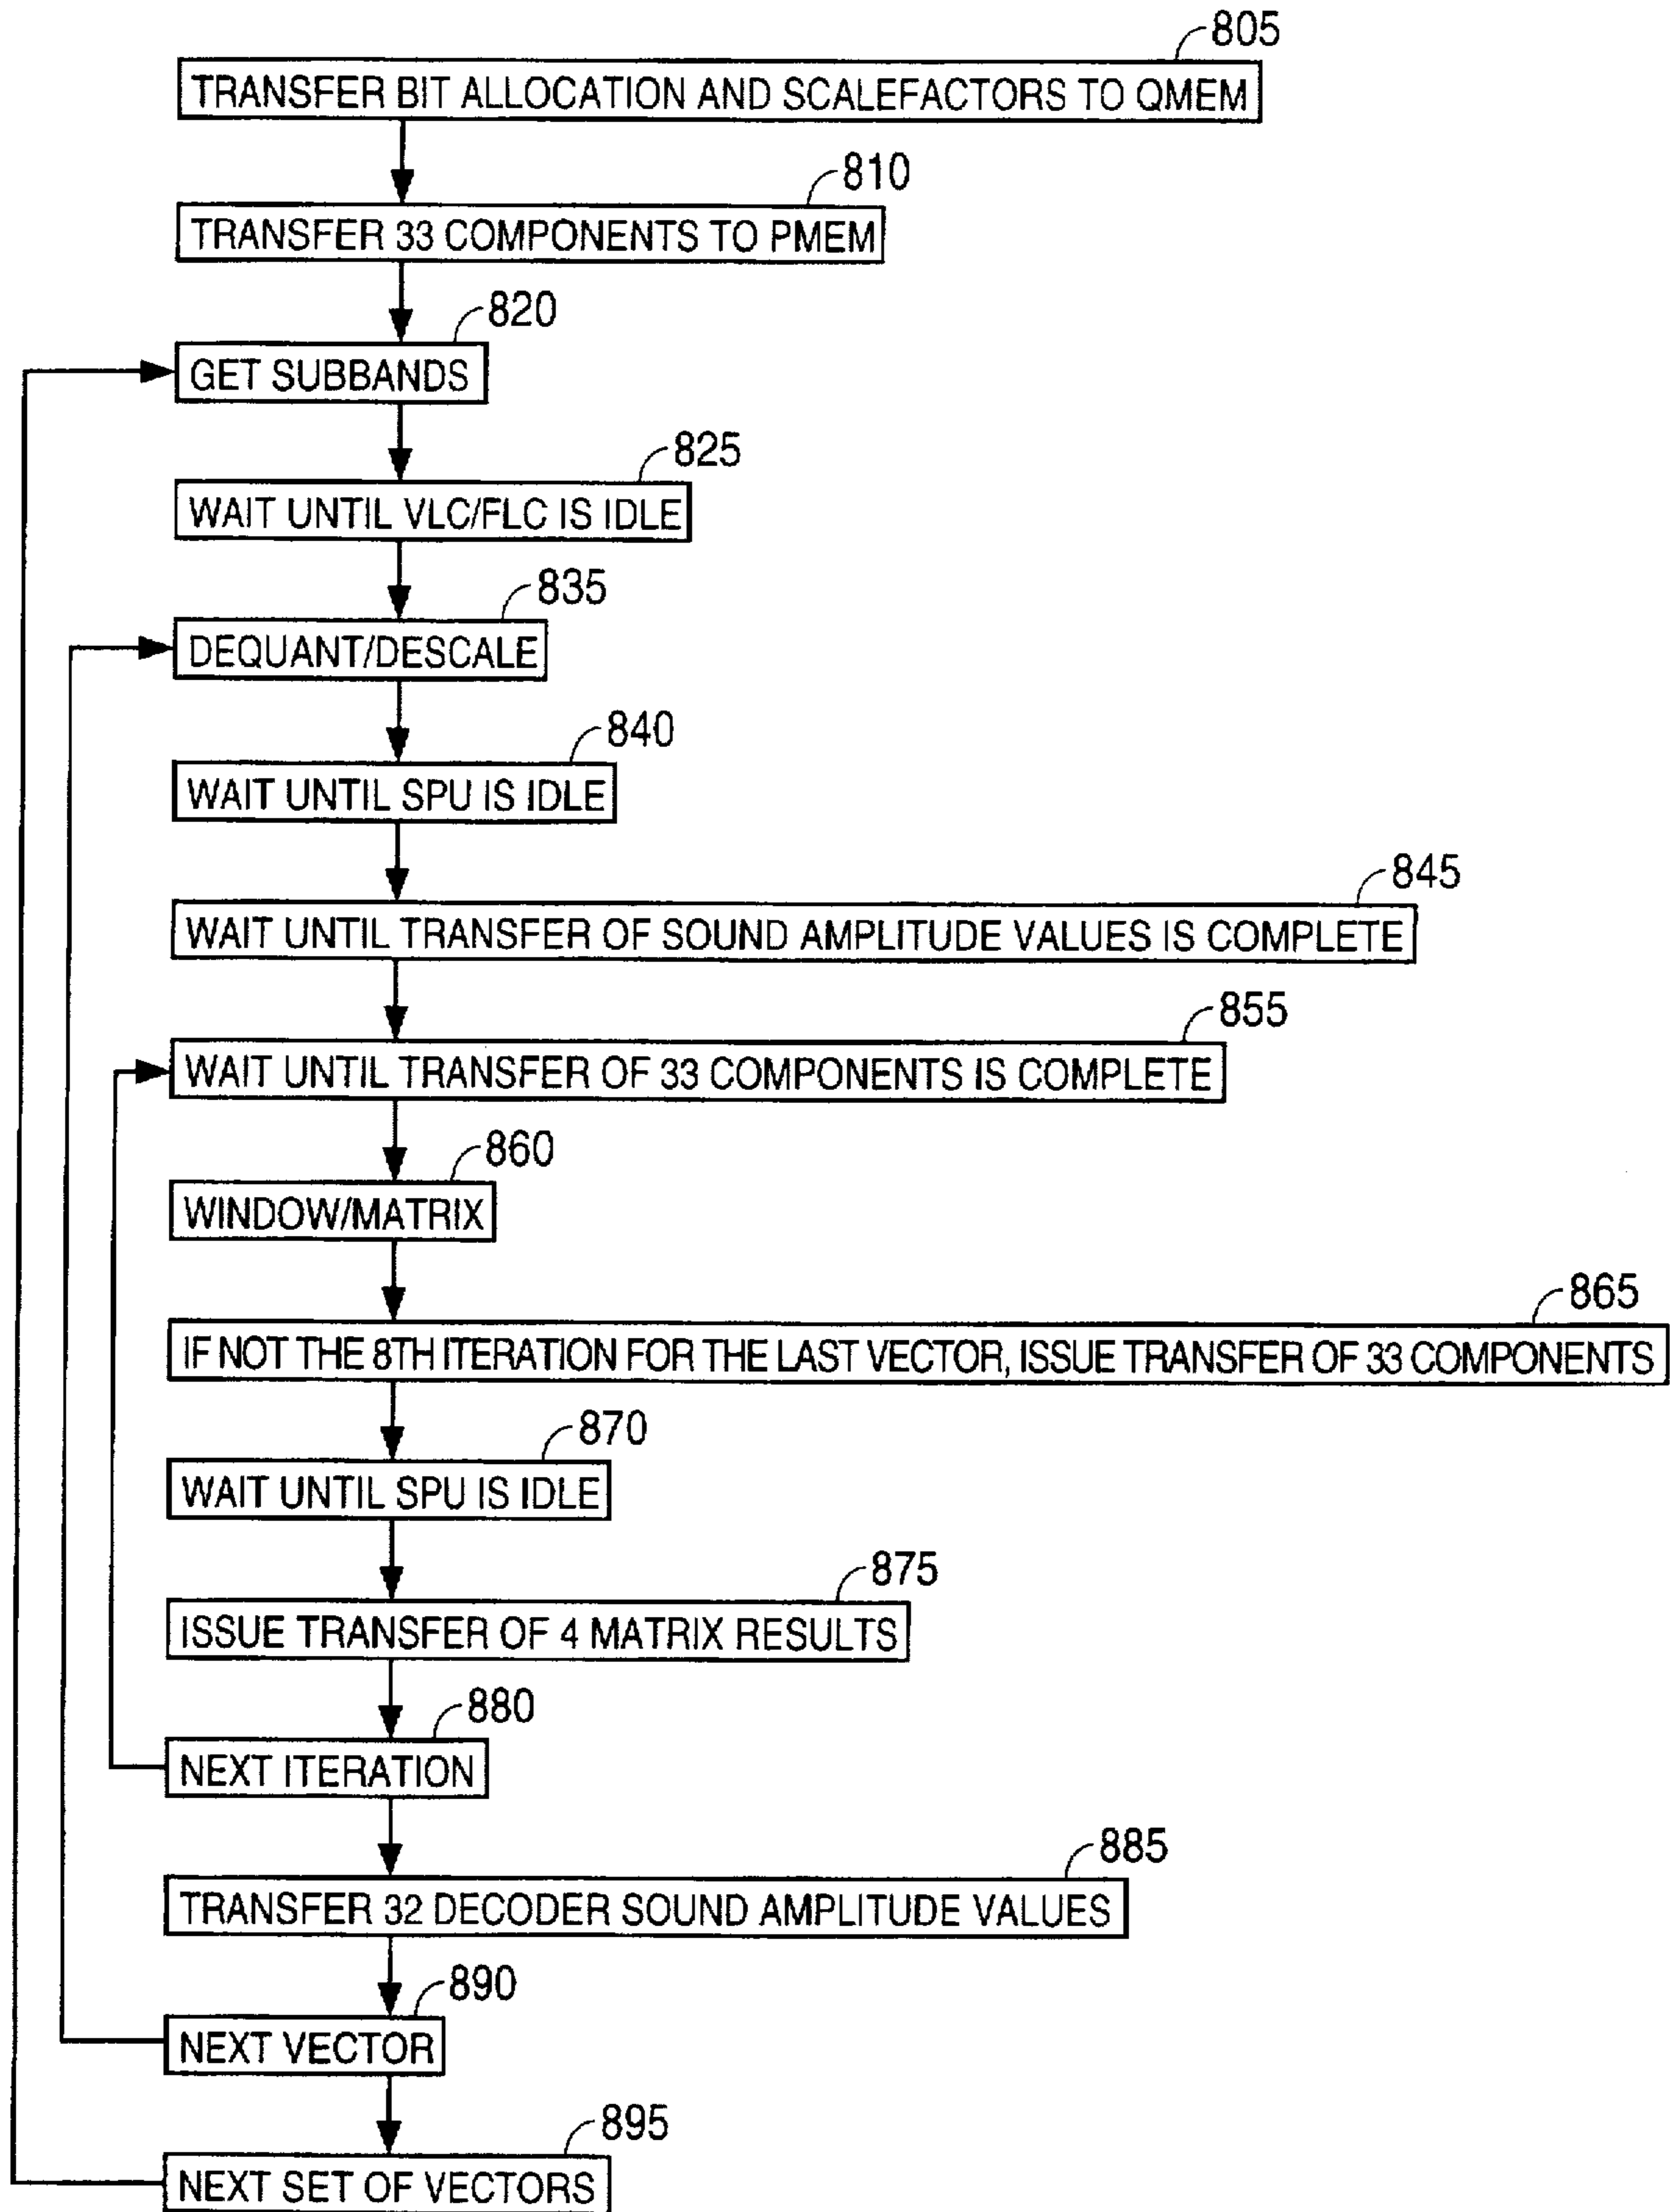 805
TRANSFER BIT ALLOCATION AND SCALEFACTORS TO QMEM
810
TRANSFER 33 COMPONENTS TO PMEM
820
GET SUBBANDS
825
WAIT UNTIL VLC/FLC IS IDLE
835
DEQUANT/DESCALE
840
WAIT UNTIL SPU IS IDLE
845
WAIT UNTIL TRANSFER OF SOUND AMPLITUDE VALUES IS COMPLETE
855
WAIT UNTIL TRANSFER OF 33 COMPONENTS IS COMPLETE
860
WINDOW/MATRIX
865
IF NOT THE 8TH ITERATION FOR THE LAST VECTOR, ISSUE TRANSFER OF 33 COMPONENTS
870
WAIT UNTIL SPU IS IDLE
875
ISSUE TRANSFER OF 4 MATRIX RESULTS
880
NEXT ITERATION
885
TRANSFER 32 DECODER SOUND AMPLITUDE VALUES
890
NEXT VECTOR
895
NEXT SET OF VECTORS